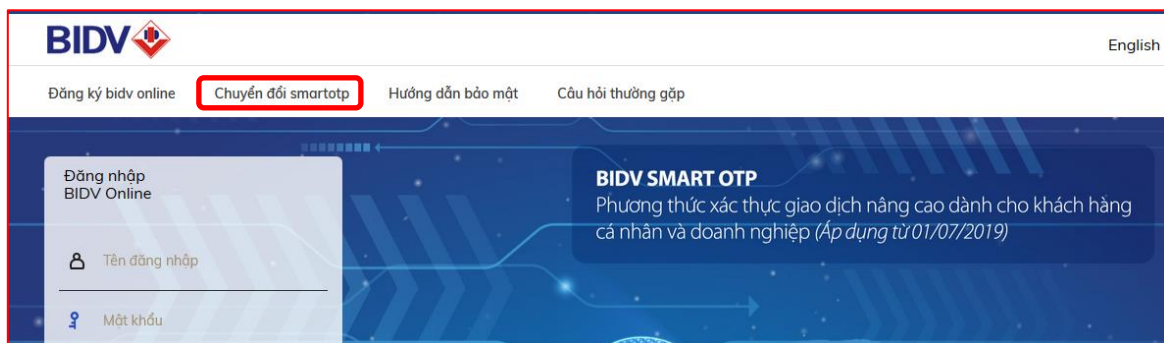 BIDV
English
Đăng ký bidv online
Chuyển đổi smartotp
Hướng dẫn bảo mật
Câu hỏi thường gặp
Đăng nhập
BIDV Online
Tên đăng nhập
Mật khẩu
BIDV SMART OTP
Phương thức xác thực giao dịch nâng cao dành cho khách hàng
cá nhân và doanh nghiệp (Áp dụng từ 01/07/2019)